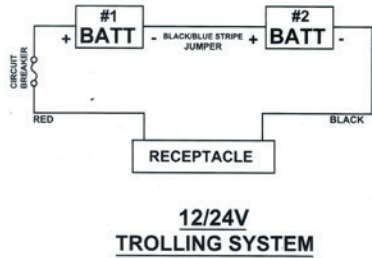 #1
BATT
#2
BATT
+
-
BLACK/BLUE STRIPE
JUMPER
+
-
CIRCUIT
BREAKER
RED
BLACK
RECEPTACLE
12/24V
TROLLING SYSTEM